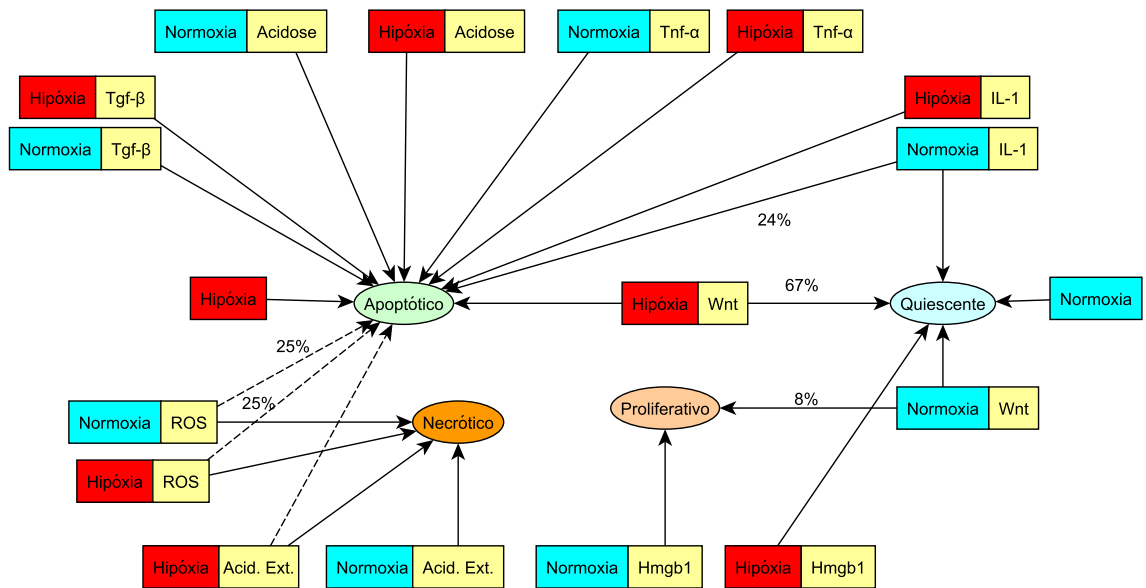 Normoxia Acidose
Hipóxia Acidose
Normoxia Tnf-α
Hipóxia Tnf-α
Hipóxia Tgf-β
Hipóxia IL-1
Normoxia Tgf-β
Normoxia IL-1
24%
Hipóxia
Apoptótico
Hipóxia Wnt
67%
Quiescente
Normoxia
25%
25%
Normoxia ROS
Necrótico
Proliferativo
8%
Normoxia Wnt
Hipóxia ROS
Hipóxia Acid. Ext.
Normoxia Acid. Ext.
Normoxia Hmgb1
Hipóxia Hmgb1